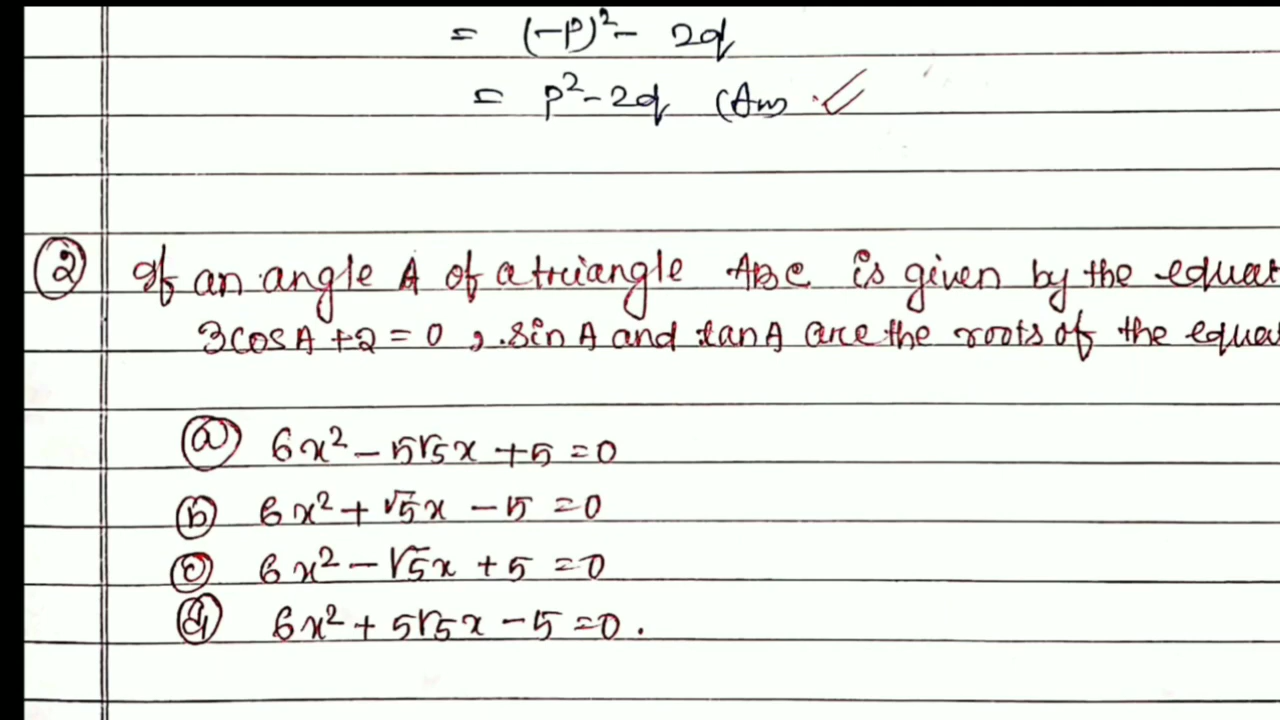 = (-p)² - 2q
= p² - 2q (Ans
② If an angle A of a triangle ABC is given by the equat
3cosA + 2 = 0, sin A and tan A are the roots of the equat
ⓐ 6x² - 5√5x + 5 = 0
ⓑ 6x² + √5x - 5 = 0
ⓒ 6x² - √5x + 5 = 0
ⓓ 6x² + 5√5x - 5 = 0.